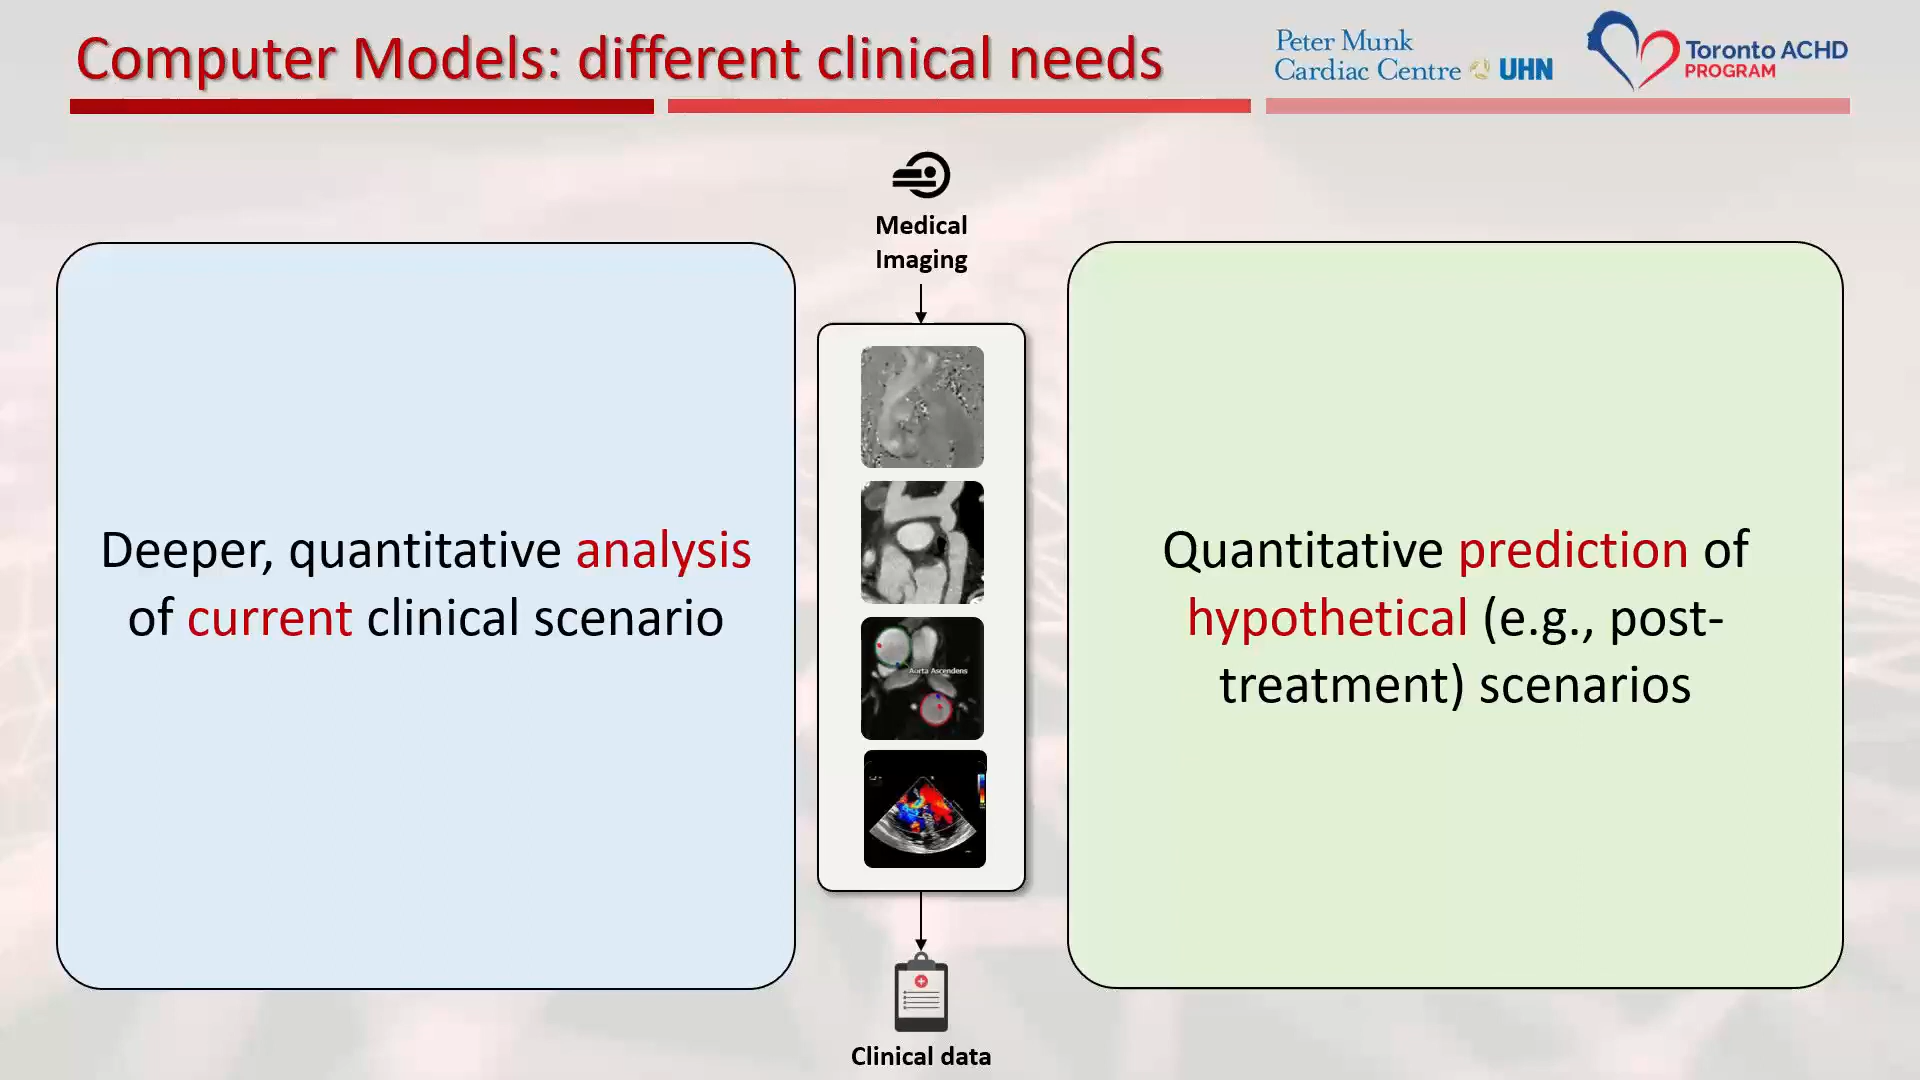 Computer Models: different clinical needs
Peter Munk
Cardiac Centre UHN
Toronto ACHD
PROGRAM
Medical
Imaging
Deeper, quantitative analysis
of current clinical scenario
Aorta Ascendens
Quantitative prediction of
hypothetical (e.g., post-
treatment) scenarios
Clinical data